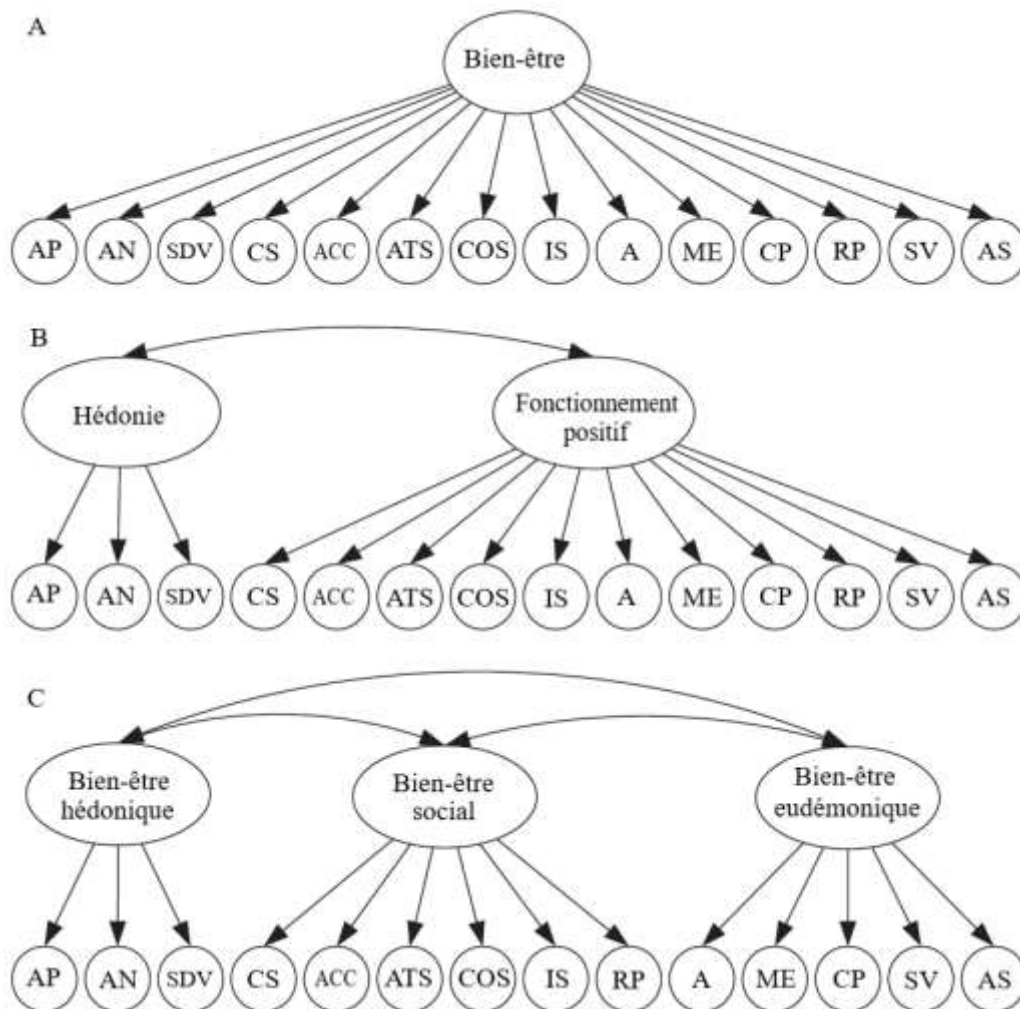 A
Bien-être
AP AN SDV CS ACC ATS COS IS A ME CP RP SV AS
B
Hédonie
Fonctionnement
positif
AP AN SDV CS ACC ATS COS IS A ME CP RP SV AS
C
Bien-être
hédonique
Bien-être
social
Bien-être
eudémonique
AP AN SDV CS ACC ATS COS IS RP A ME CP SV AS